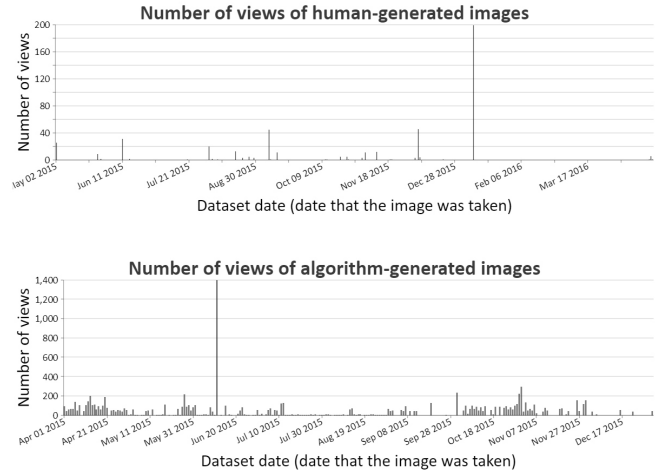 Number of views of human-generated images
Number of views
200
160
120
80
40
0
May 02 2015
Jun 11 2015
Jul 21 2015
Aug 30 2015
Oct 09 2015
Nov 18 2015
Dec 28 2015
Feb 06 2016
Mar 17 2016
Dataset date (date that the image was taken)
Number of views of algorithm-generated images
Number of views
1,400
1,200
1,000
800
600
400
200
0
Apr 01 2015
Apr 21 2015
May 11 2015
May 31 2015
Jun 20 2015
Jul 10 2015
Jul 30 2015
Aug 19 2015
Sep 08 2015
Sep 28 2015
Oct 18 2015
Nov 07 2015
Nov 27 2015
Dec 17 2015
Dataset date (date that the image was taken)